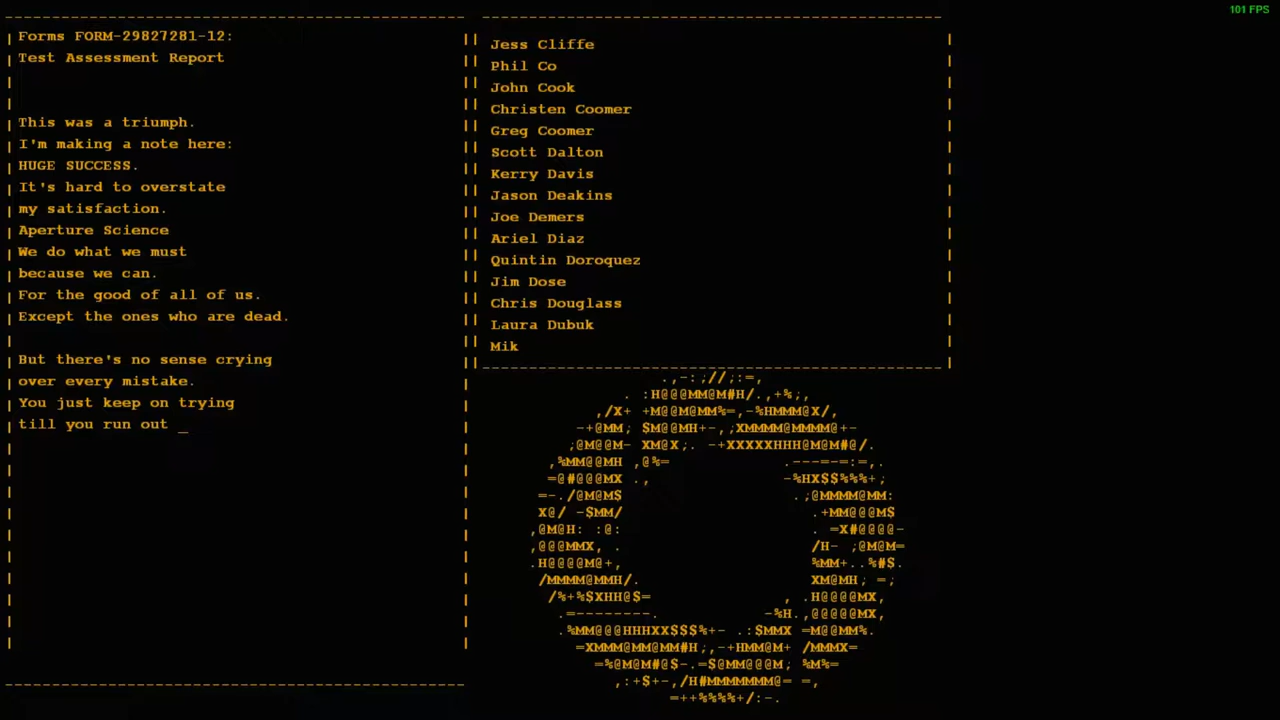 101 FPS
Forms FORM-29827281-12:
Test Assessment Report
This was a triumph.
I'm making a note here:
HUGE SUCCESS.
It's hard to overstate
my satisfaction.
Aperture Science
We do what we must
because we can.
For the good of all of us.
Except the ones who are dead.
But there's no sense crying
over every mistake.
You just keep on trying
till you run out _
Jess Cliffe
Phil Co
John Cook
Christen Coomer
Greg Coomer
Scott Dalton
Kerry Davis
Jason Deakins
Joe Demers
Ariel Diaz
Quintin Doroquez
Jim Dose
Chris Douglass
Laura Dubuk
Mik